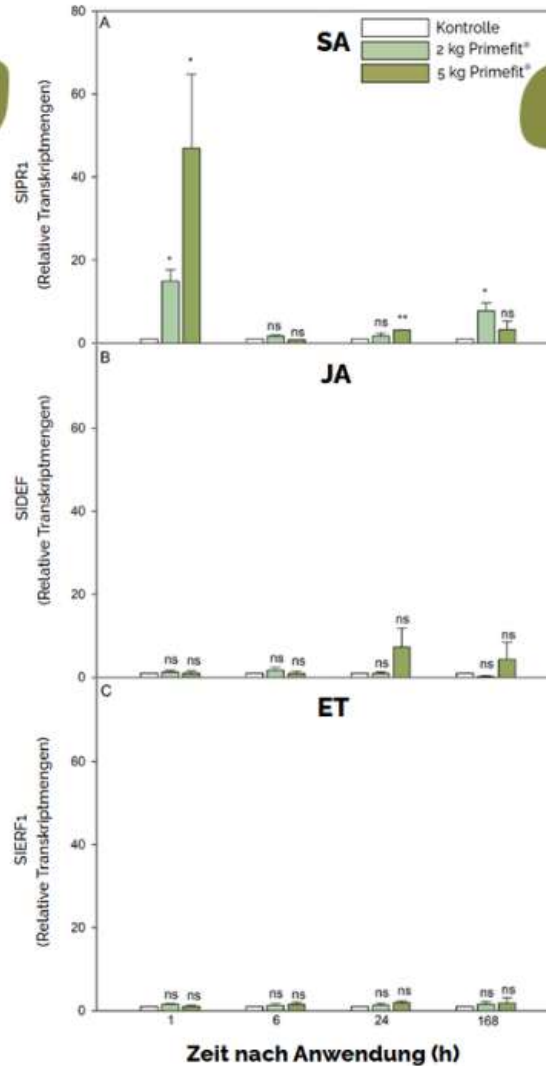 A
SA
Kontrolle
2 kg Primefit®
5 kg Primefit®
SlPR1
(Relative Transkriptmengen)
80
60
40
20
0
* *
ns ns
ns **
* ns
B
JA
SlDEF
(Relative Transkriptmengen)
60
40
20
0
ns ns
ns ns
ns ns
ns ns
C
ET
SlERF1
(Relative Transkriptmengen)
60
40
20
0
ns ns
ns ns
ns ns
ns ns
1 6 24 168
Zeit nach Anwendung (h)